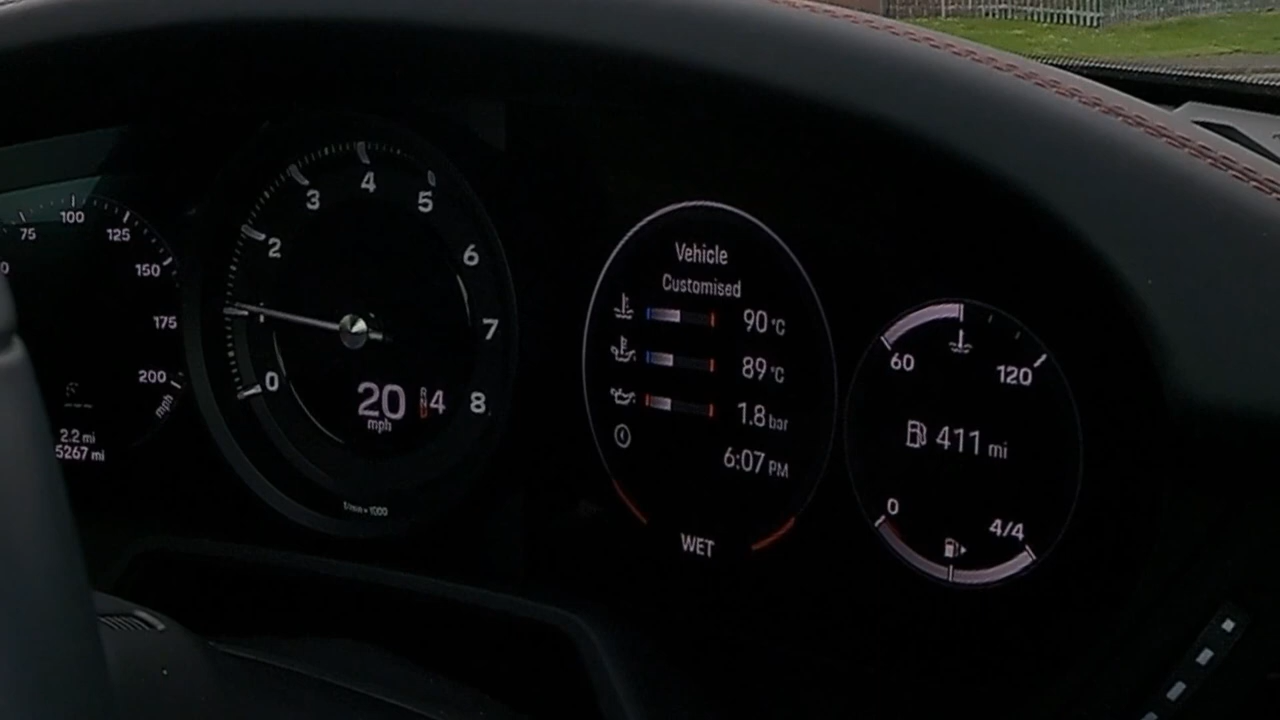 75 100 125
150
175
200
mph
2.2 mi
5267 mi
0 2 3 4 5 6 7 8
20 4
mph
1/min × 1000
Vehicle
Customised
90 °C
89 °C
1.8 bar
6:07 PM
WET
60 120
411 mi
0 4/4